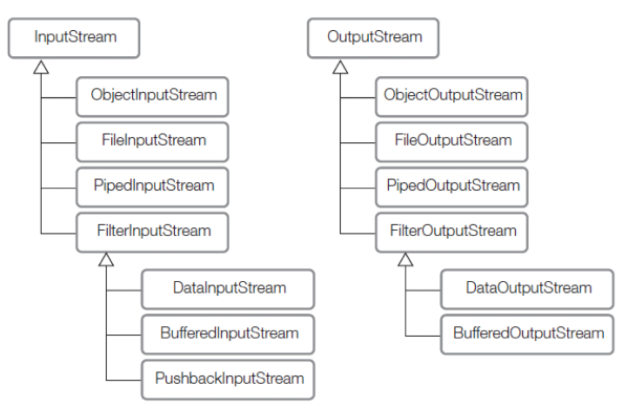 InputStream
ObjectInputStream
FileInputStream
PipedInputStream
FilterInputStream
DataInputStream
BufferedInputStream
PushbackInputStream
OutputStream
ObjectOutputStream
FileOutputStream
PipedOutputStream
FilterOutputStream
DataOutputStream
BufferedOutputStream